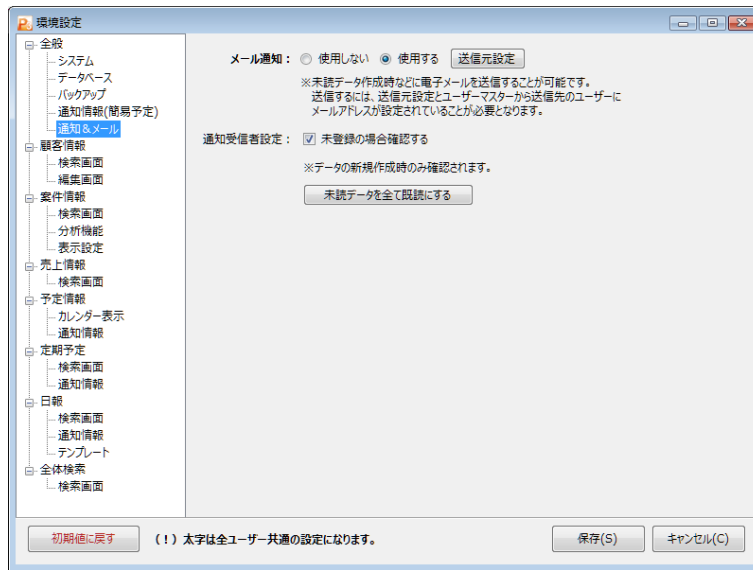 環境設定
全般
システム
データベース
バックアップ
通知情報(簡易予定)
通知＆メール
顧客情報
検索画面
編集画面
案件情報
検索画面
分析機能
表示設定
売上情報
検索画面
予定情報
カレンダー表示
通知情報
定期予定
検索画面
通知情報
日報
検索画面
通知情報
テンプレート
全体検索
検索画面
メール通知： 使用しない 使用する 送信元設定
※未読データ作成時などに電子メールを送信することが可能です。
送信するには、送信元設定とユーザーマスターから送信先のユーザーに
メールアドレスが設定されていることが必要となります。
通知受信者設定： 未登録の場合確認する
※データの新規作成時のみ確認されます。
未読データを全て既読にする
初期値に戻す (！) 太字は全ユーザー共通の設定になります。 保存(S) キャンセル(C)